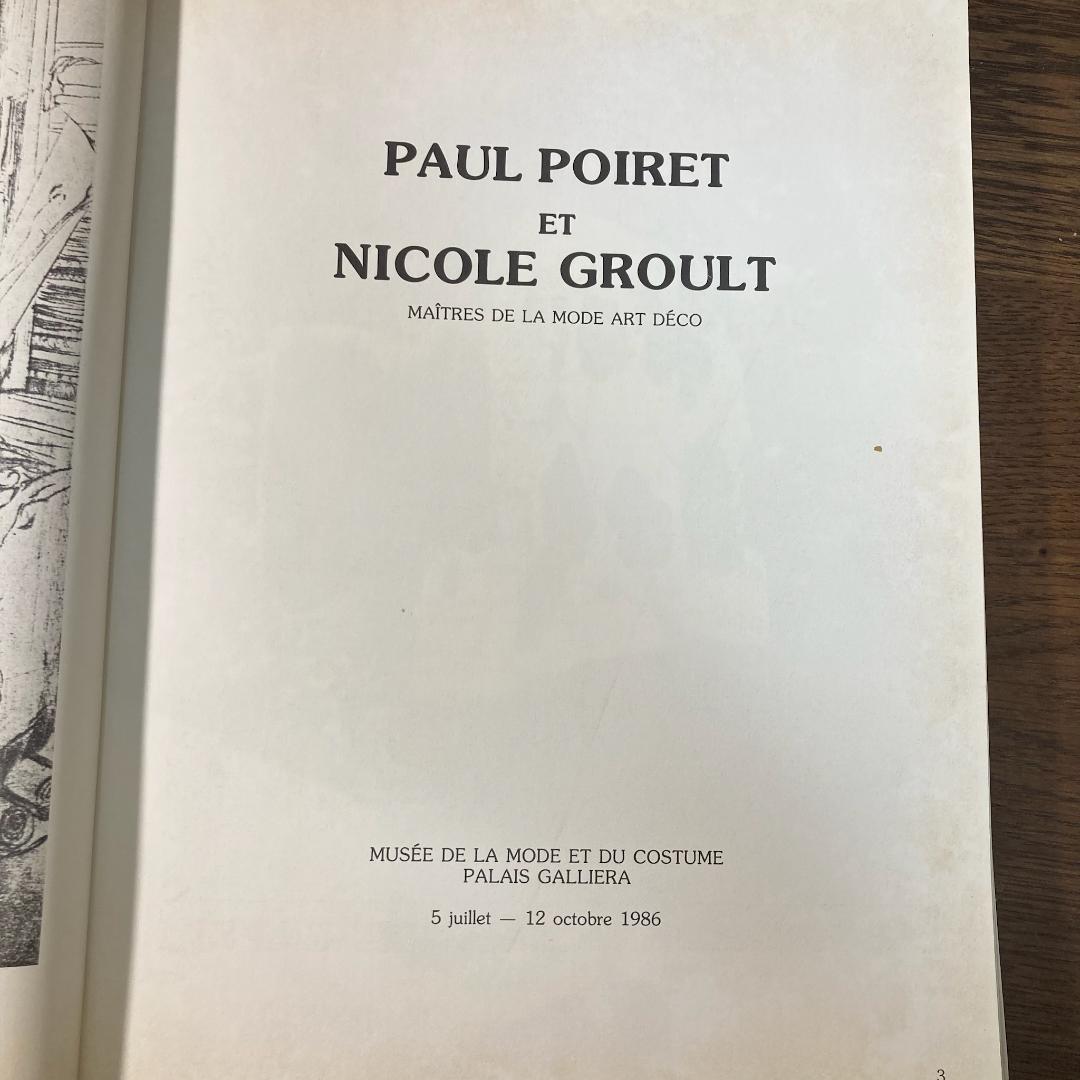 PAUL POIRET
ET
NICOLE GROULT
MAÎTRES DE LA MODE ART DÉCO
MUSÉE DE LA MODE ET DU COSTUME
PALAIS GALLIERA
5 juillet — 12 octobre 1986
3